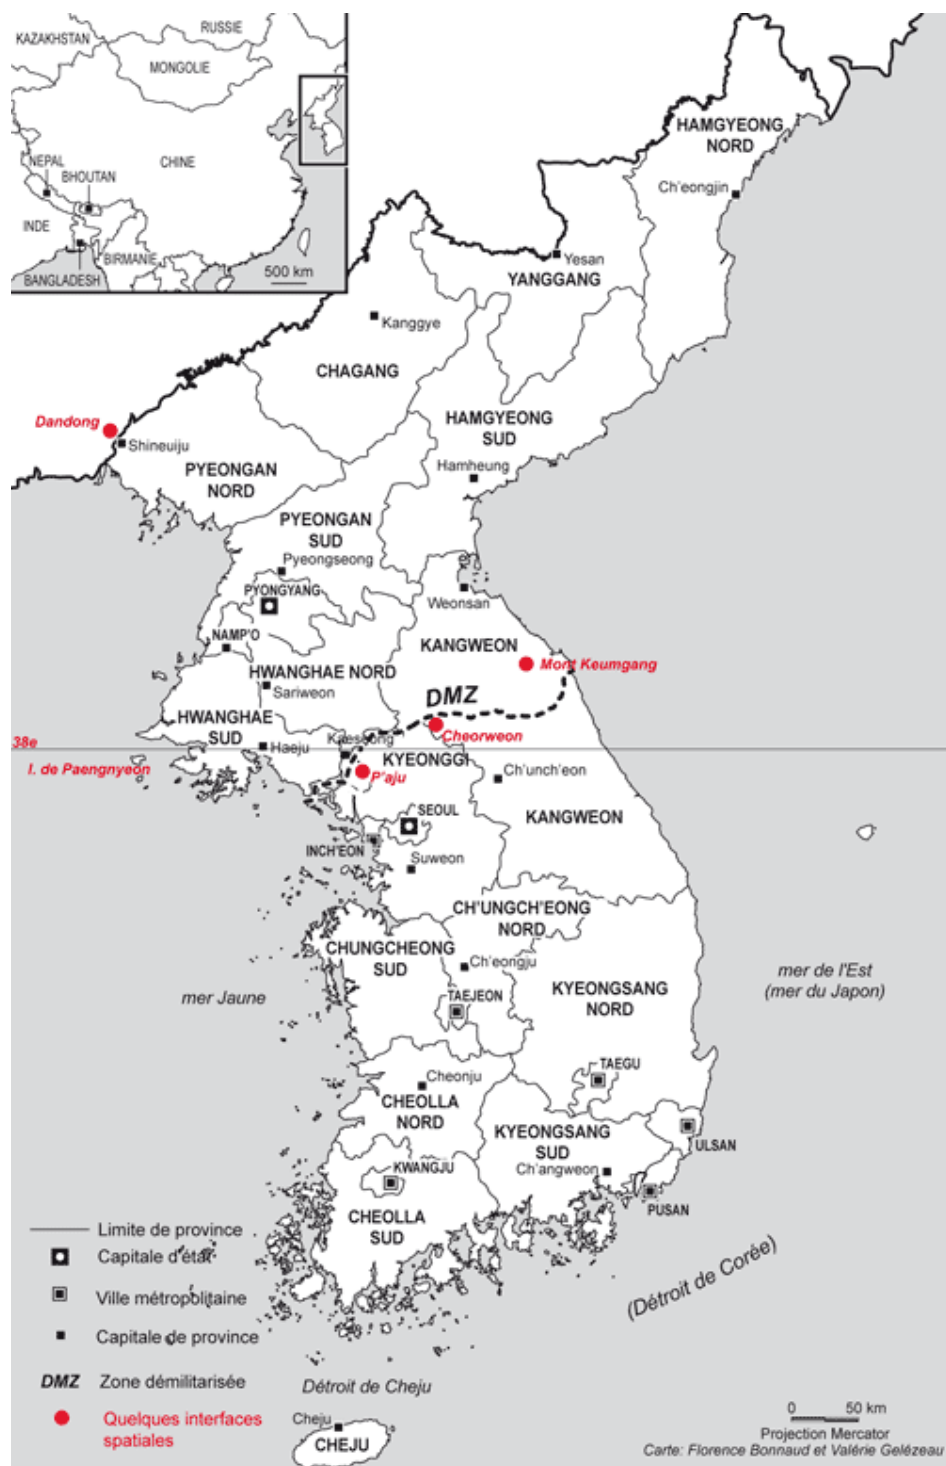 RUSSIE
KAZAKHSTAN
MONGOLIE
CHINE
NEPAL
BHOUTAN
INDE
BIRMANIE
BANGLADESH
500 km
HAMGYEONG
NORD
Ch'eongjin
Yesan
YANGGANG
Kanggye
CHAGANG
HAMGYEONG
SUD
Dandong
Shineuiju
PYEONGAN
NORD
Hamheung
PYEONGAN
SUD
Pyeongseong
PYONGYANG
Weonsan
NAMP'O
KANGWEON
Mont Keumgang
HWANGHAE NORD
Sariweon
DMZ
HWANGHAE
SUD
Cheorweon
38e
Haeju
Kaeseong
KYEONGGI
I. de Paengnyeon
P'aju
Ch'unch'eon
SEOUL
KANGWEON
INCH'EON
Suweon
CH'UNGCH'EONG
NORD
CHUNGCHEONG
SUD
Ch'eongju
mer Jaune
TAEJEON
KYEONGSANG
NORD
mer de l'Est
(mer du Japon)
TAEGU
Cheonju
CHEOLLA
NORD
KYEONGSANG
SUD
ULSAN
KWANGJU
Ch'angweon
PUSAN
CHEOLLA
SUD
(Détroit de Corée)
Limite de province
Capitale d'état
Ville métropolitaine
Capitale de province
DMZ Zone démilitarisée
Quelques interfaces
spatiales
Détroit de Cheju
Cheju
CHEJU
0 50 km
Projection Mercator
Carte: Florence Bonnaud et Valérie Gelézeau